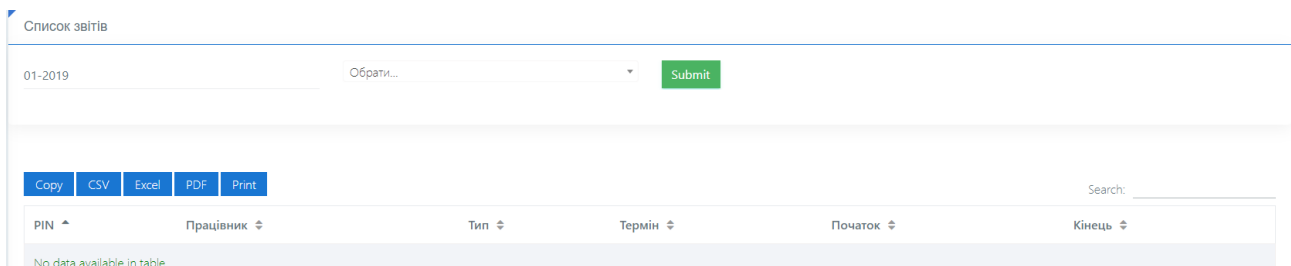 Список звітів
01-2019 Обрати... Submit
Copy CSV Excel PDF Print
Search:
PIN Працівник Тип Термін Початок Кінець
No data available in table